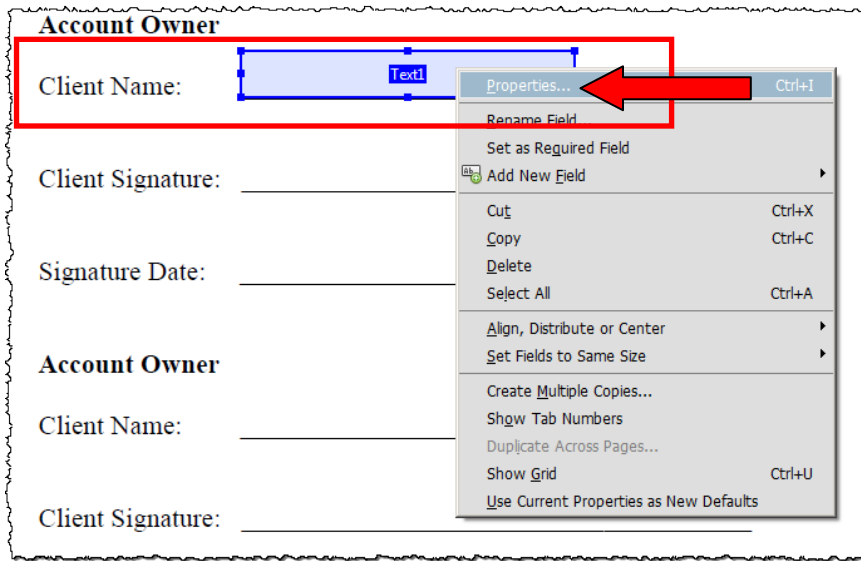 Account Owner
Client Name:
Text1
Properties... Ctrl+I
Rename Field...
Set as Required Field
Client Signature:
Add New Field
Cut Ctrl+X
Copy Ctrl+C
Signature Date:
Delete
Select All Ctrl+A
Align, Distribute or Center
Set Fields to Same Size
Account Owner
Create Multiple Copies...
Show Tab Numbers
Client Name:
Duplicate Across Pages...
Show Grid Ctrl+U
Use Current Properties as New Defaults
Client Signature: